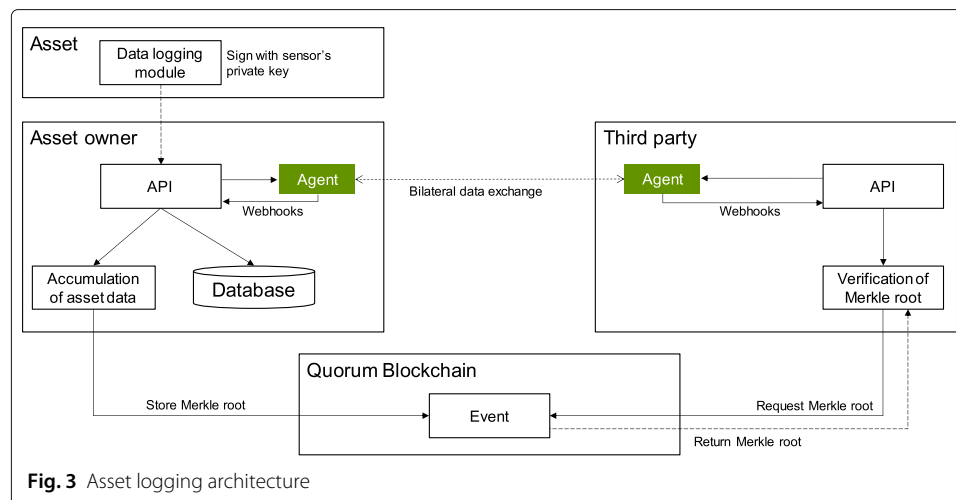 Asset
Data logging
module
Sign with sensor's
private key
Asset owner
API
Agent
Webhooks
Accumulation
of asset data
Database
Bilateral data exchange
Third party
Agent
API
Webhooks
Verification of
Merkle root
Quorum Blockchain
Event
Store Merkle root
Request Merkle root
Return Merkle root
Fig. 3 Asset logging architecture